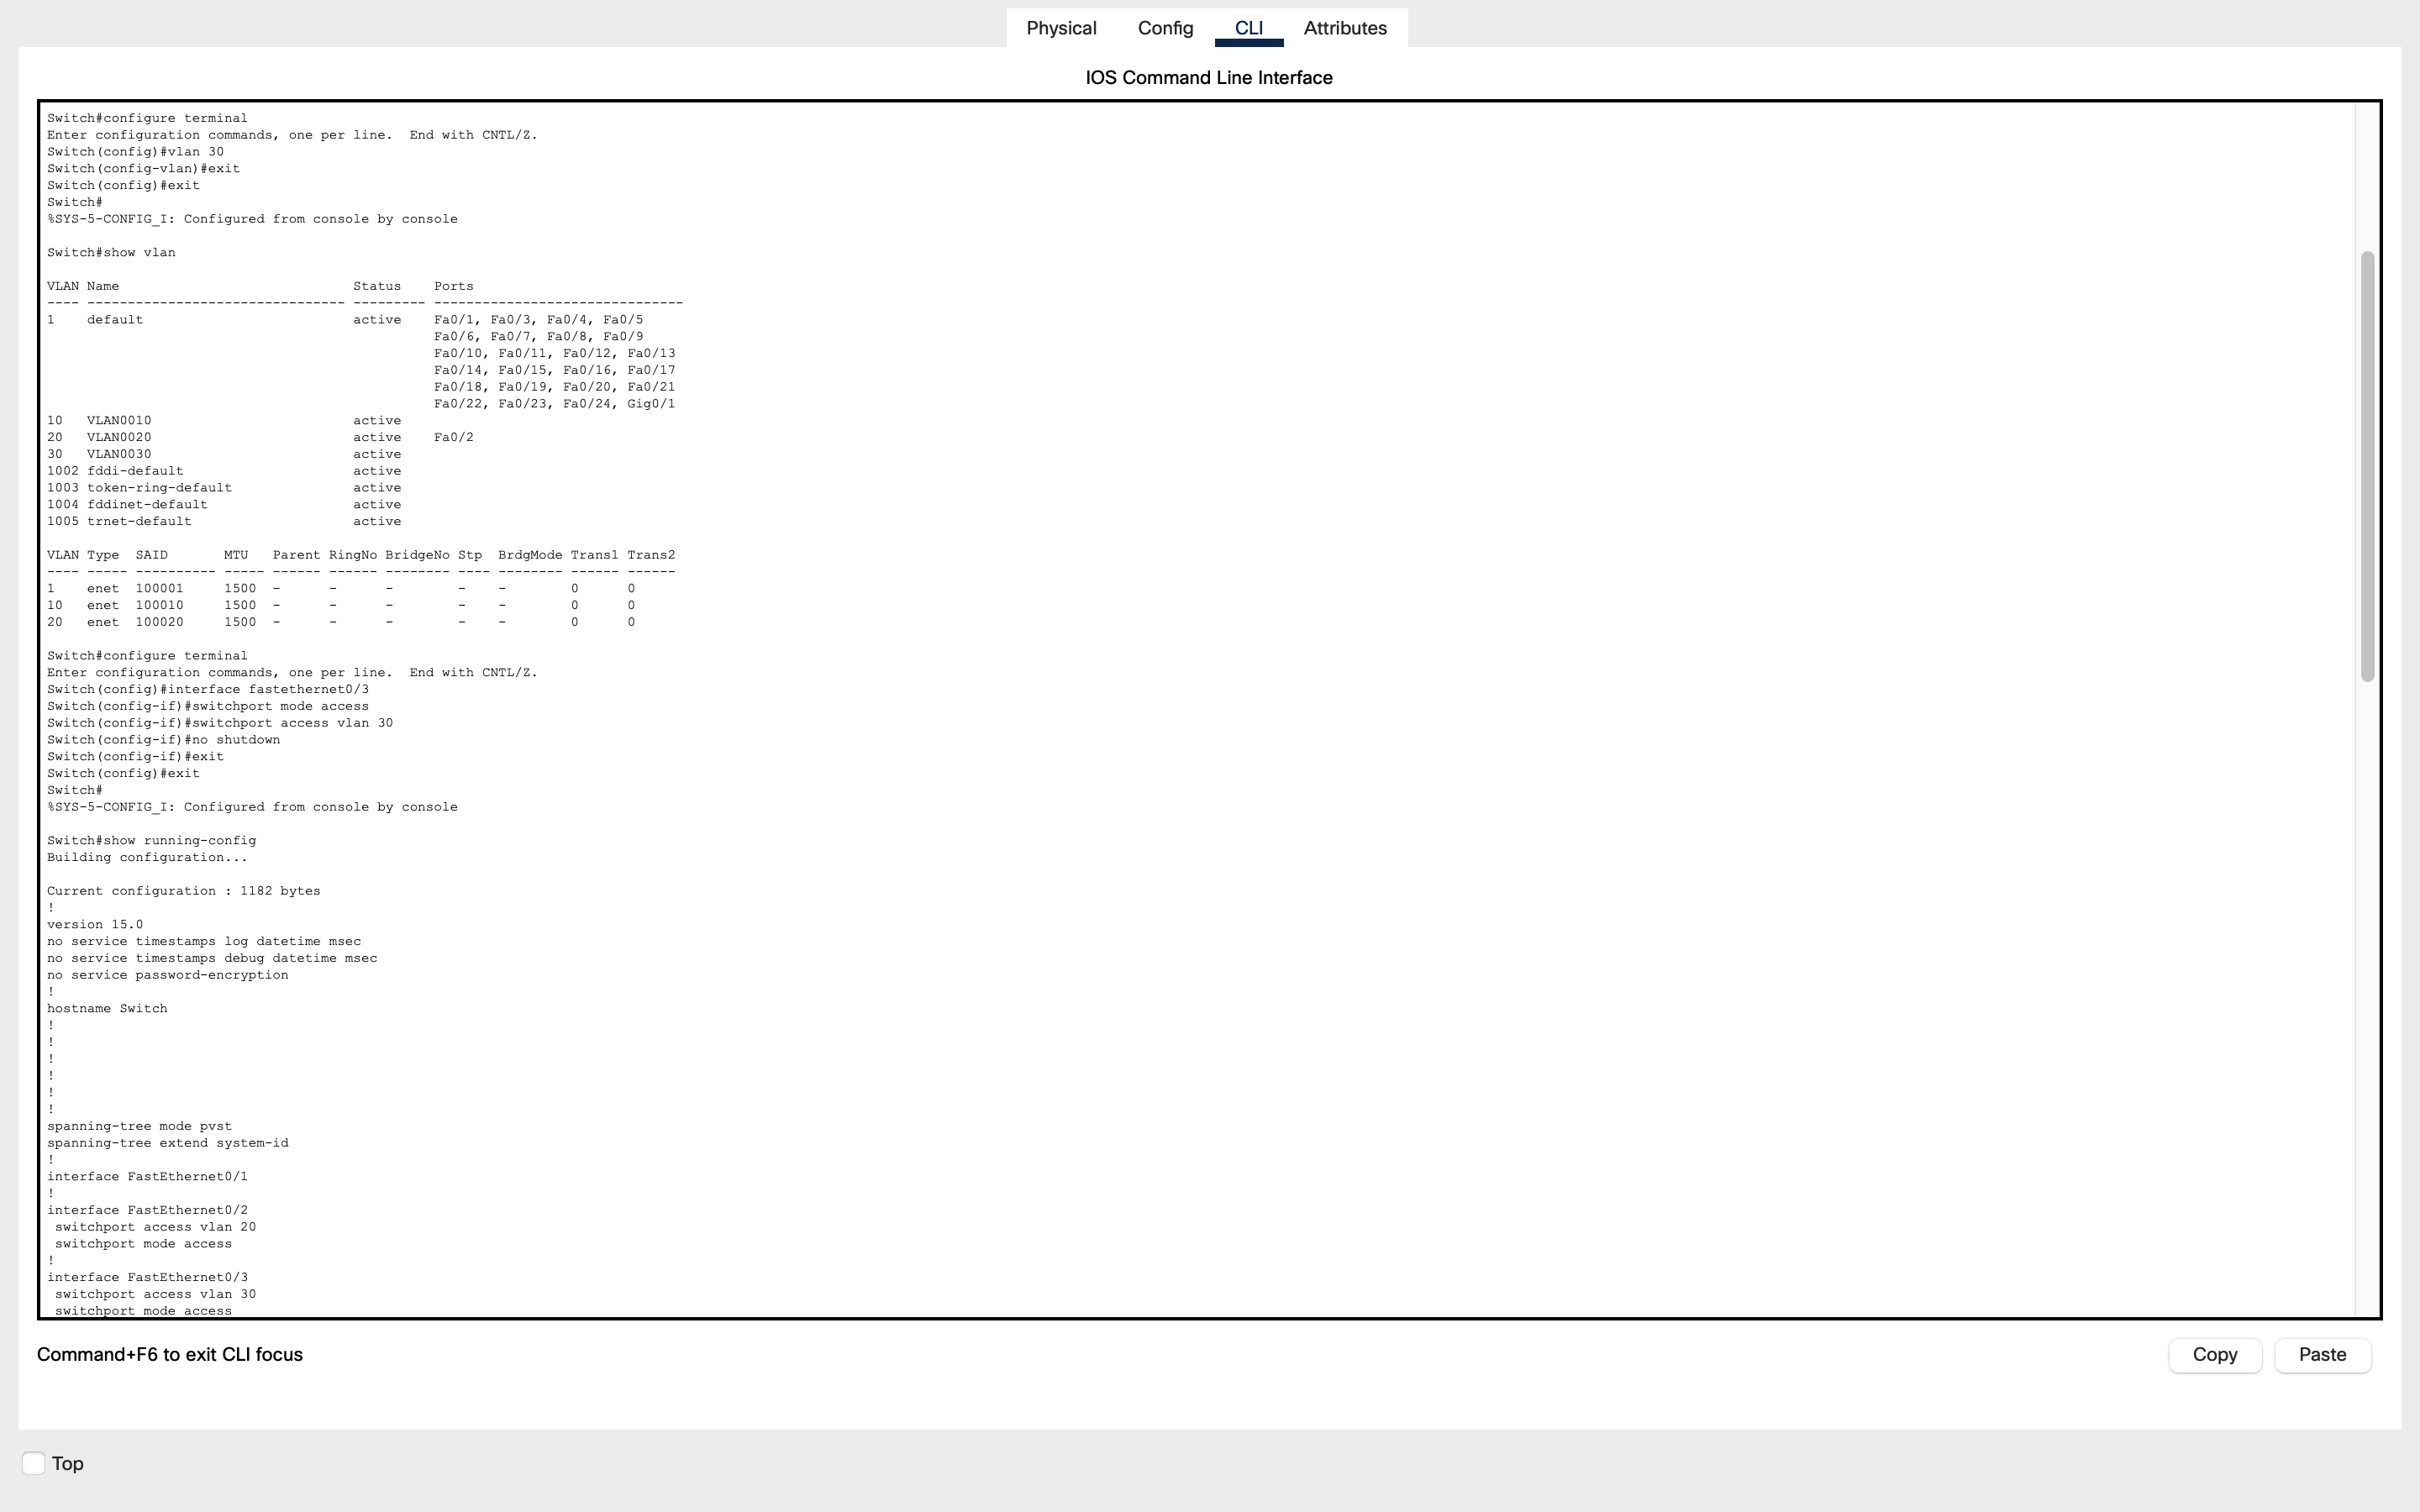 Physical Config CLI Attributes
IOS Command Line Interface
Switch#configure terminal
Enter configuration commands, one per line.  End with CNTL/Z.
Switch(config)#vlan 30
Switch(config-vlan)#exit
Switch(config)#exit
Switch#
%SYS-5-CONFIG_I: Configured from console by console
Switch#show vlan
VLAN Name                             Status    Ports
---- -------------------------------- --------- -------------------------------
1    default                          active    Fa0/1, Fa0/3, Fa0/4, Fa0/5
                                                Fa0/6, Fa0/7, Fa0/8, Fa0/9
                                                Fa0/10, Fa0/11, Fa0/12, Fa0/13
                                                Fa0/14, Fa0/15, Fa0/16, Fa0/17
                                                Fa0/18, Fa0/19, Fa0/20, Fa0/21
                                                Fa0/22, Fa0/23, Fa0/24, Gig0/1
10   VLAN0010                         active
20   VLAN0020                         active    Fa0/2
30   VLAN0030                         active
1002 fddi-default                     active
1003 token-ring-default               active
1004 fddinet-default                  active
1005 trnet-default                    active
VLAN Type  SAID       MTU   Parent RingNo BridgeNo Stp  BrdgMode Trans1 Trans2
---- ----- ---------- ----- ------ ------ -------- ---- -------- ------ ------
1    enet  100001     1500  -      -      -        -    -        0      0
10   enet  100010     1500  -      -      -        -    -        0      0
20   enet  100020     1500  -      -      -        -    -        0      0
Switch#configure terminal
Enter configuration commands, one per line.  End with CNTL/Z.
Switch(config)#interface fastethernet0/3
Switch(config-if)#switchport mode access
Switch(config-if)#switchport access vlan 30
Switch(config-if)#no shutdown
Switch(config-if)#exit
Switch(config)#exit
Switch#
%SYS-5-CONFIG_I: Configured from console by console
Switch#show running-config
Building configuration...
Current configuration : 1182 bytes
!
version 15.0
no service timestamps log datetime msec
no service timestamps debug datetime msec
no service password-encryption
!
hostname Switch
!
!
!
!
!
!
spanning-tree mode pvst
spanning-tree extend system-id
!
interface FastEthernet0/1
!
interface FastEthernet0/2
 switchport access vlan 20
 switchport mode access
!
interface FastEthernet0/3
 switchport access vlan 30
 switchport mode access
Command+F6 to exit CLI focus
Copy Paste
Top